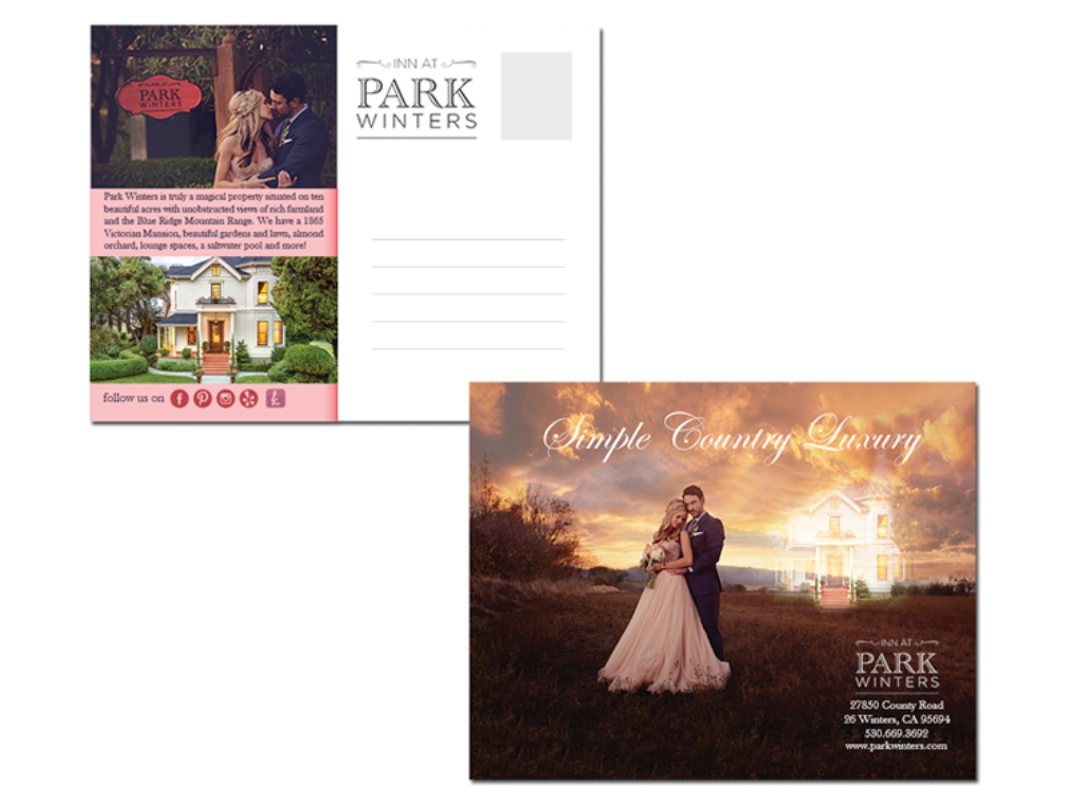 INN AT
PARK
WINTERS
Park Winters is truly a magical property situated on ten
beautiful acres with unobstructed views of rich farmland
and the Blue Ridge Mountain Range. We have a 1865
Victorian Mansion, beautiful gardens and lawn, almond
orchard, lounge spaces, a saltwater pool and more!
follow us on
INN AT
PARK
WINTERS
Simple Country Luxury
INN AT
PARK
WINTERS
27850 County Road
26 Winters, CA 95694
530.669.3692
www.parkwinters.com